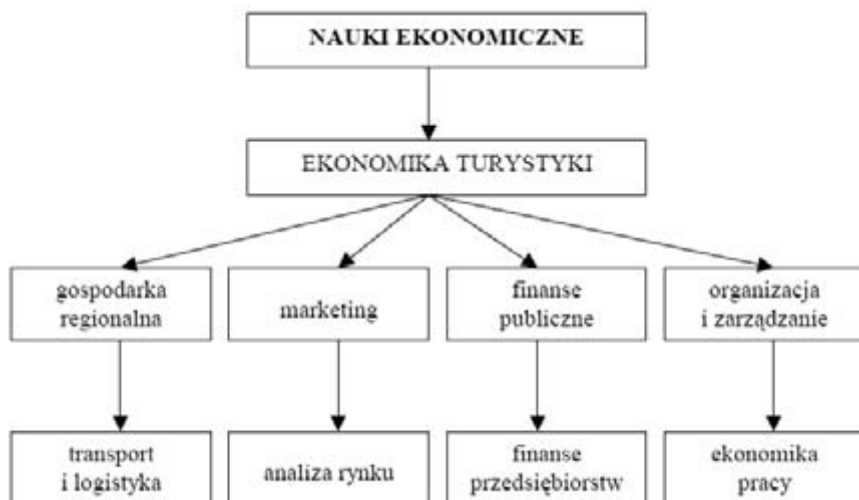 NAUKI EKONOMICZNE
EKONOMIKA TURYSTYKI
gospodarka
regionalna
marketing
finanse
publiczne
organizacja
i zarządzanie
transport
i logistyka
analiza rynku
finanse
przedsiębiorstw
ekonomika
pracy